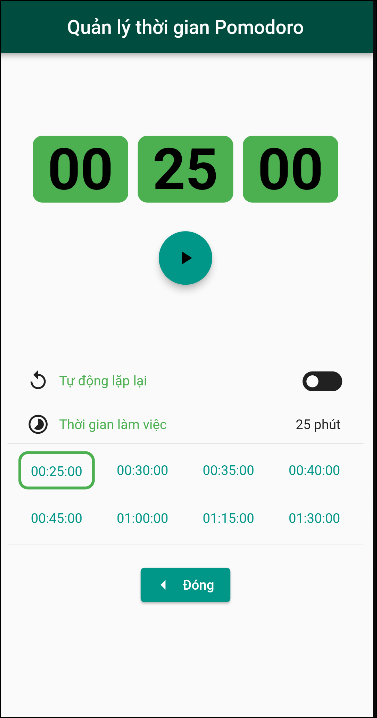 Quản lý thời gian Pomodoro
00 25 00
Tự động lặp lại
Thời gian làm việc 25 phút
00:25:00 00:30:00 00:35:00 00:40:00
00:45:00 01:00:00 01:15:00 01:30:00
Đóng